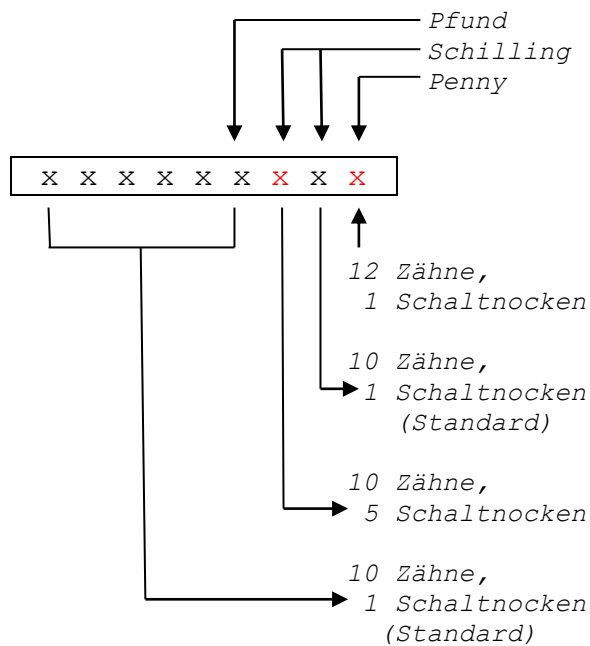 Pfund
Schilling
Penny
x x x x x x x x x
12 Zähne,
1 Schaltnocken
10 Zähne,
1 Schaltnocken
(Standard)
10 Zähne,
5 Schaltnocken
10 Zähne,
1 Schaltnocken
(Standard)